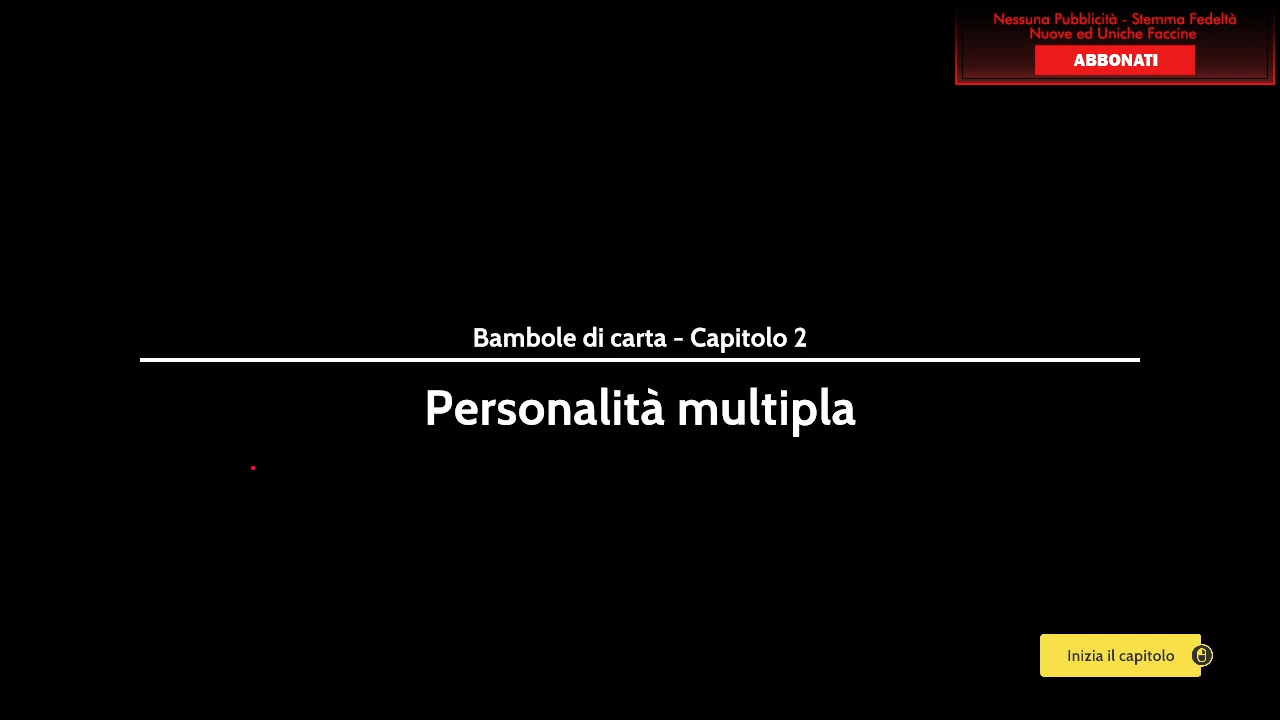 Nessuna Pubblicità - Stemma Fedeltà
Nuove ed Uniche Faccine
ABBONATI
Bambole di carta - Capitolo 2
Personalità multipla
Inizia il capitolo